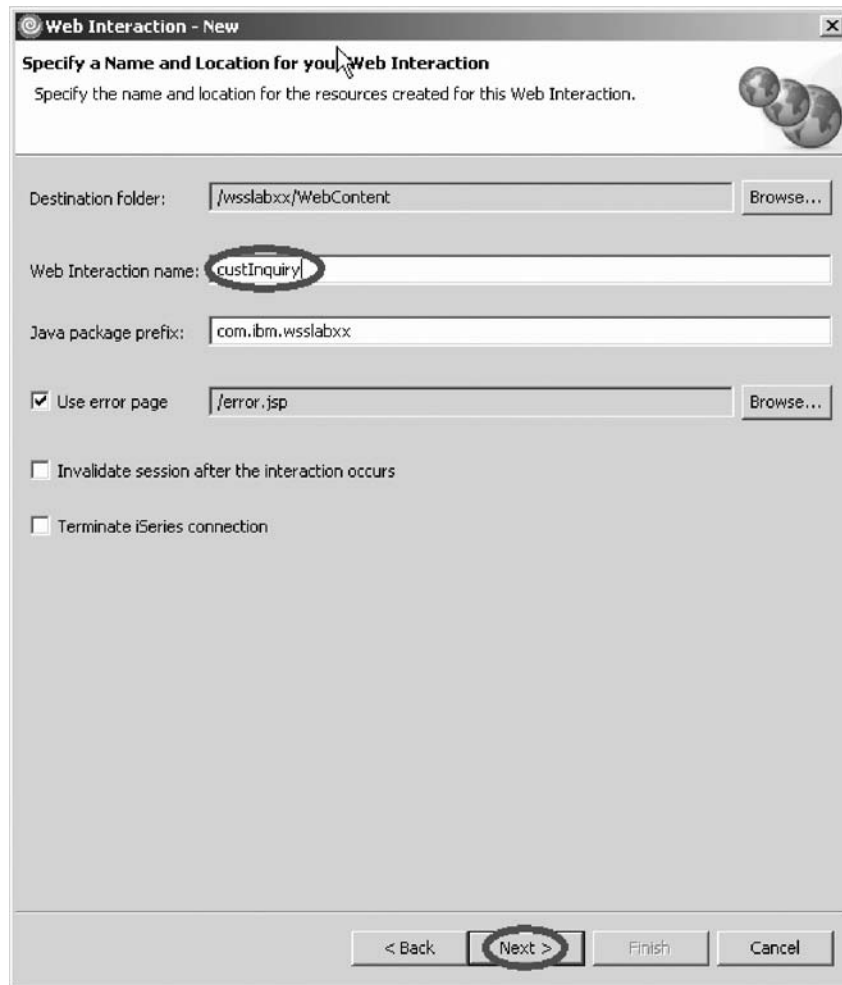 Web Interaction - New
Specify a Name and Location for your Web Interaction
Specify the name and location for the resources created for this Web Interaction.
Destination folder: /wsslabxx/WebContent Browse...
Web Interaction name: custInquiry
Java package prefix: com.ibm.wsslabxx
Use error page /error.jsp Browse...
Invalidate session after the interaction occurs
Terminate iSeries connection
< Back Next > Finish Cancel